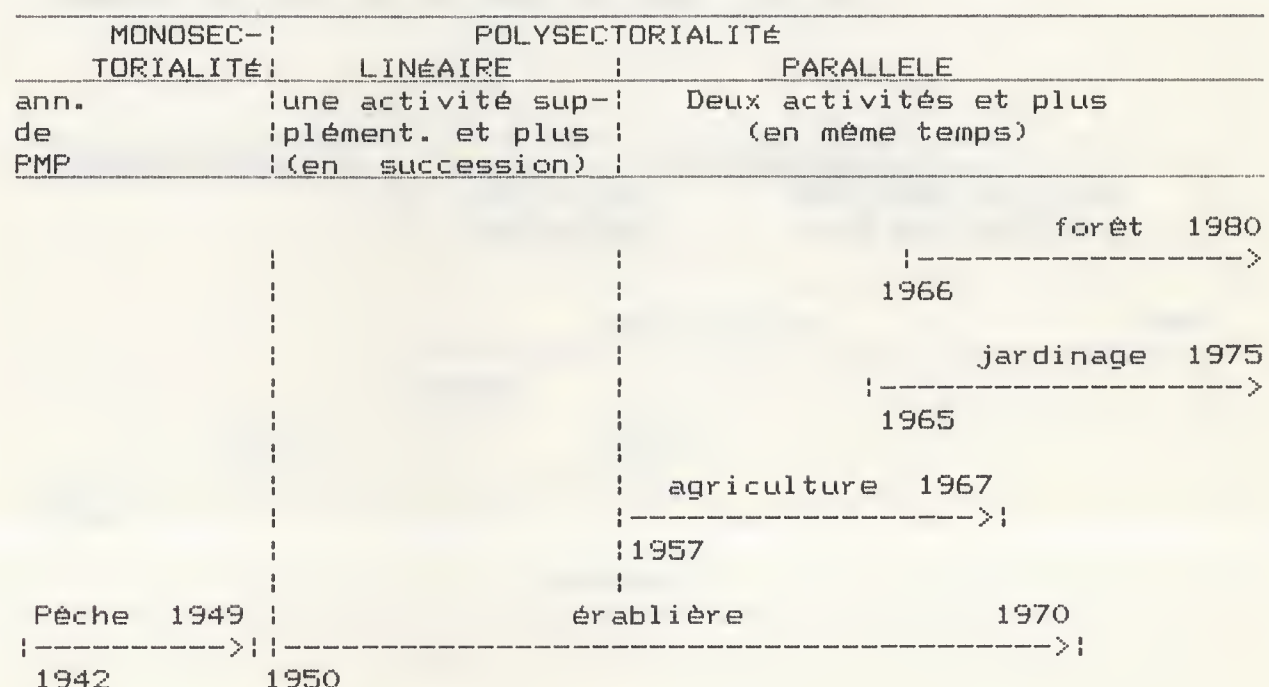 MONOSEC-¦ POLYSECTORIALITÉ
TORIALITÉ¦ LINÉAIRE ¦ PARALLELE
ann. ¦une activité sup-¦ Deux activités et plus
de ¦plément. et plus ¦ (en même temps)
PMP ¦(en succession) ¦
forêt 1980
¦-----------------> 
1966
jardinage 1975
¦------------------->
1965
agriculture 1967
¦------------------>¦
¦1957
Pêche 1949 ¦ érablière 1970
¦----------->¦¦---------------------------------------->¦
1942 1950